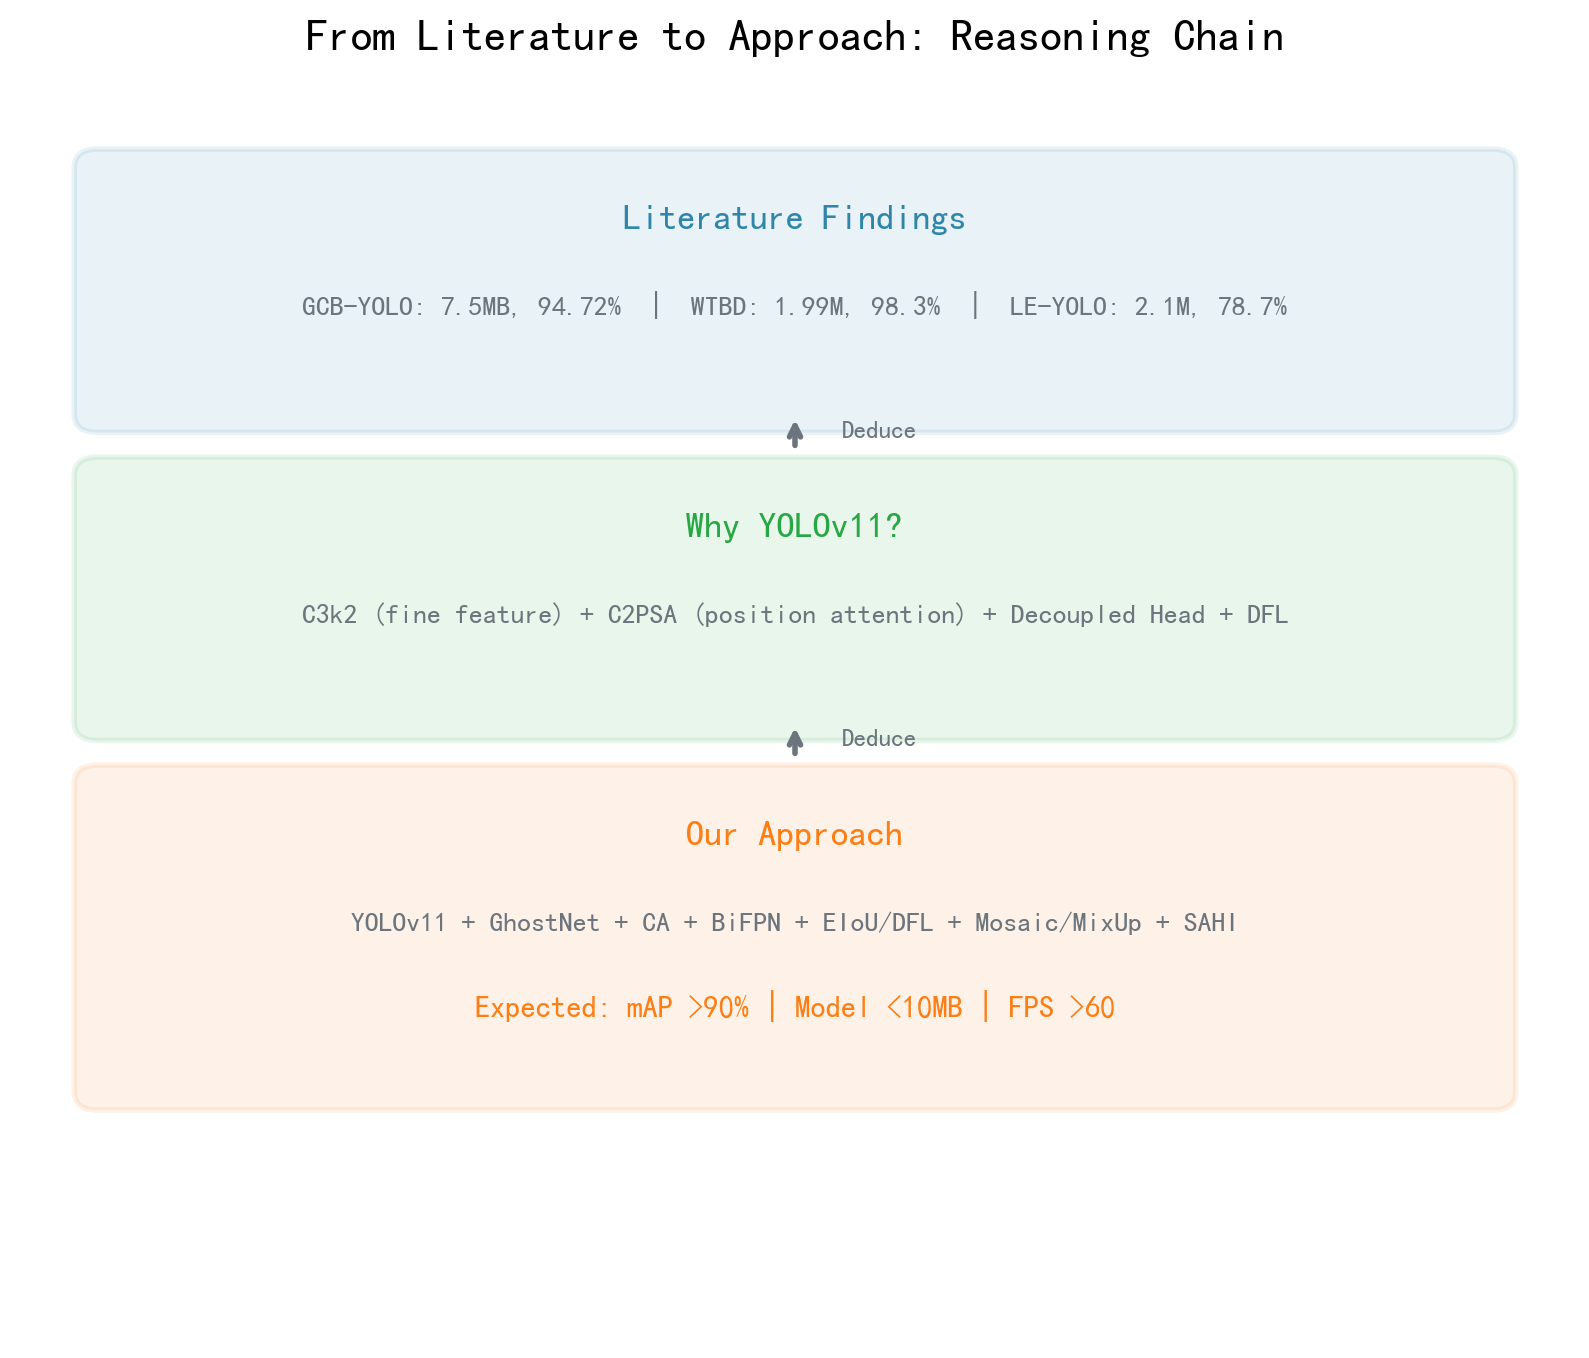 From Literature to Approach: Reasoning Chain
Literature Findings
GCB-YOLO: 7.5MB, 94.72% | WTBD: 1.99M, 98.3% | LE-YOLO: 2.1M, 78.7%
Deduce
Why YOLOv11?
C3k2 (fine feature) + C2PSA (position attention) + Decoupled Head + DFL
Deduce
Our Approach
YOLOv11 + GhostNet + CA + BiFPN + EIoU/DFL + Mosaic/MixUp + SAHI
Expected: mAP >90% | Model <10MB | FPS >60